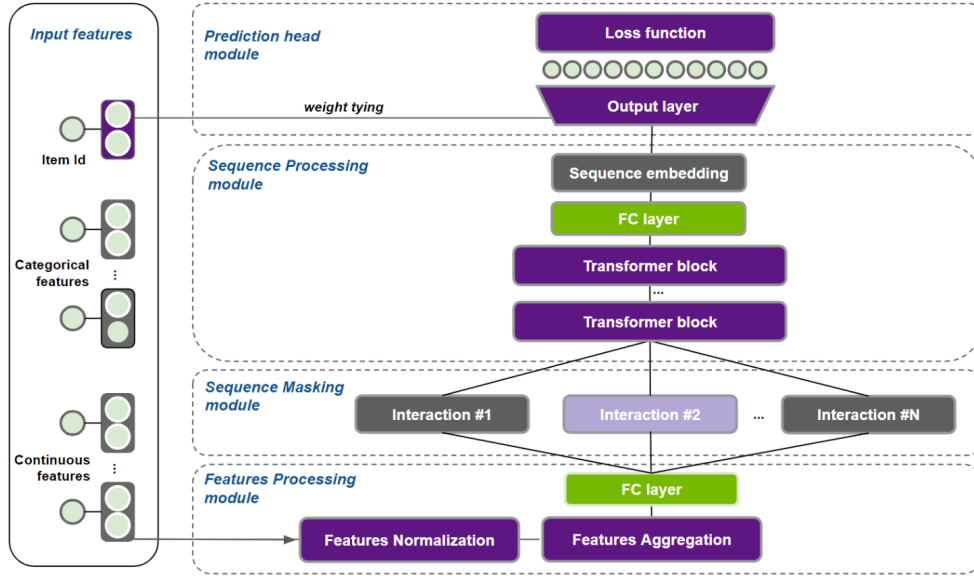 Input features
Item Id
Categorical
features
...
Continuous
features
...
Prediction head
module
Loss function
weight tying
Output layer
Sequence Processing
module
Sequence embedding
FC layer
Transformer block
...
Transformer block
Sequence Masking
module
Interaction #1
Interaction #2
...
Interaction #N
Features Processing
module
FC layer
Features Normalization
Features Aggregation